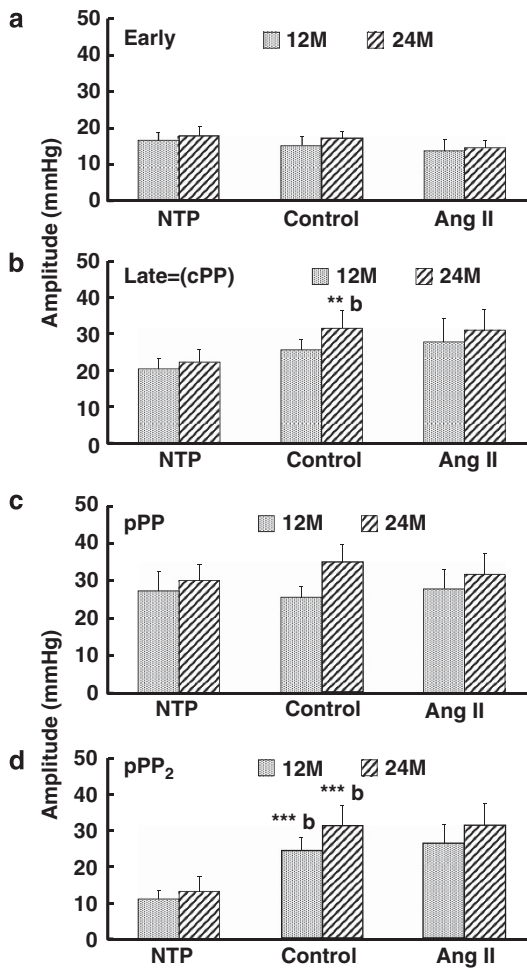 a
Early
12M
24M
50
40
30
20
10
0
NTP
Control
Ang II
Amplitude (mmHg)
b
Late=(cPP)
12M
24M
** b
50
40
30
20
10
0
NTP
Control
Ang II
c
pPP
12M
24M
50
40
30
20
10
0
NTP
Control
Ang II
Amplitude (mmHg)
d
pPP₂
12M
24M
*** b
*** b
50
40
30
20
10
0
NTP
Control
Ang II